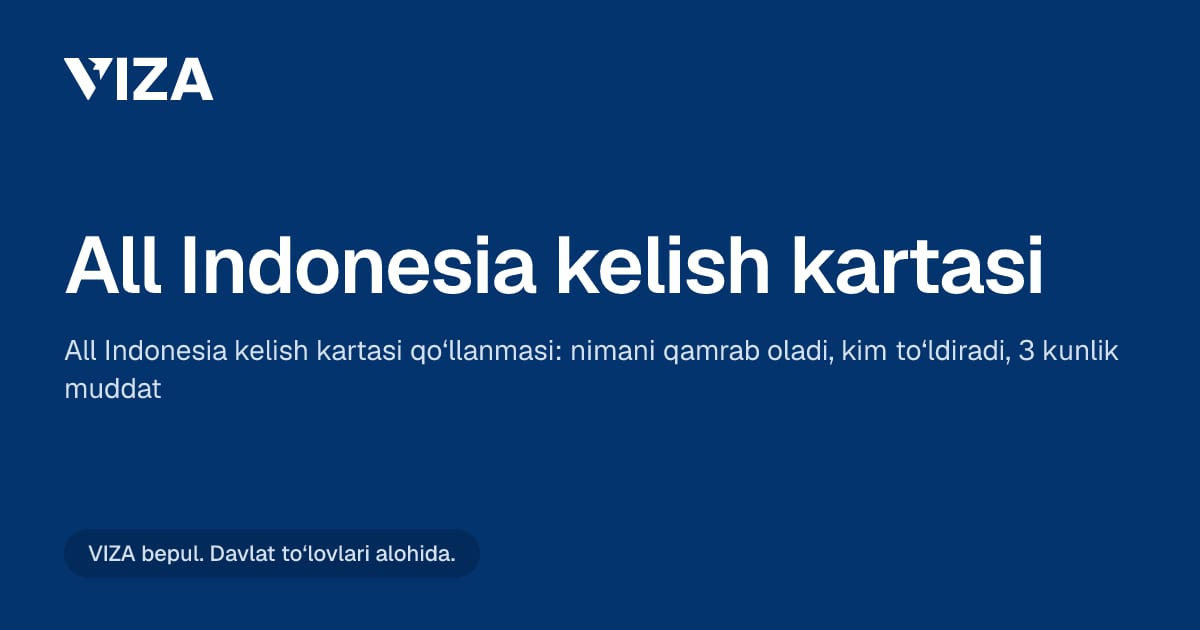 VIZA
All Indonesia kelish kartasi
All Indonesia kelish kartasi qo‘llanmasi: nimani qamrab oladi, kim to‘ldiradi, 3 kunlik
muddat
VIZA bepul. Davlat to‘lovlari alohida.